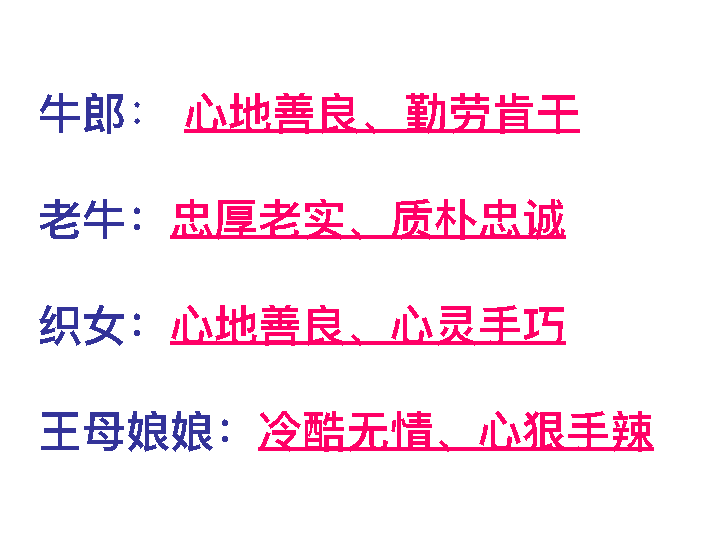 牛郎： 心地善良、勤劳肯干
老牛：忠厚老实、质朴忠诚
织女：心地善良、心灵手巧
王母娘娘：冷酷无情、心狠手辣